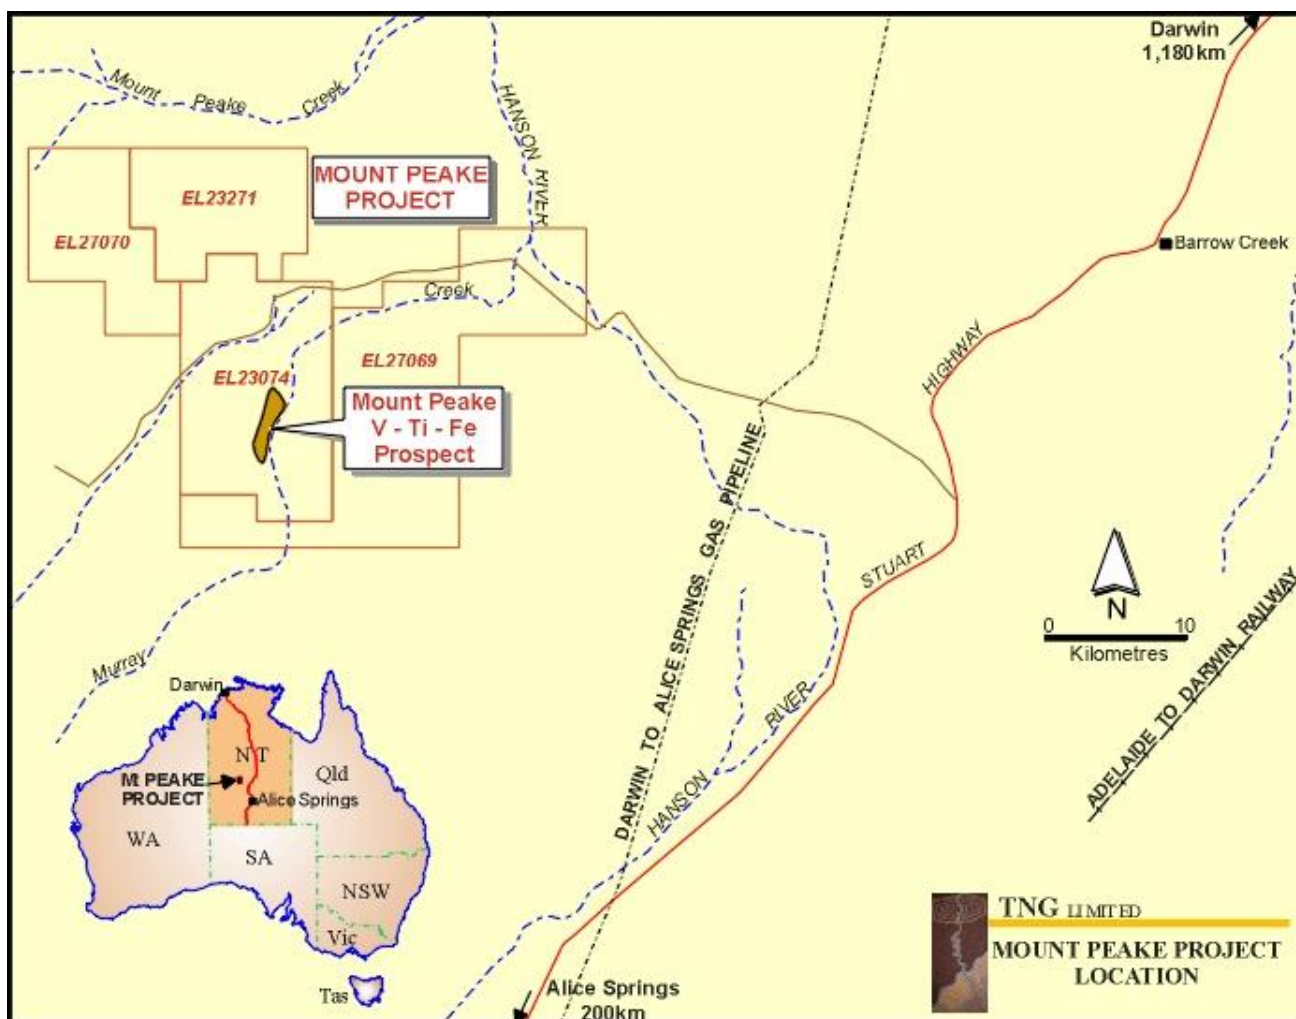 Darwin
1,180km
Mount Peake Creek
HANSON RIVER
MOUNT PEAKE
PROJECT
EL23271
EL27070
Barrow Creek
Creek
HIGHWAY
EL27069
EL23074
Mount Peake
V - Ti - Fe
Prospect
DARWIN TO ALICE SPRINGS GAS PIPELINE
STUART
N
0 10
Kilometres
ADELAIDE TO DARWIN RAILWAY
Murray
HANSON RIVER
Darwin
NT
Qld
Mt PEAKE
PROJECT
Alice Springs
WA
SA
NSW
Vic
Tas
Alice Springs
200km
TNG LIMITED
MOUNT PEAKE PROJECT
LOCATION